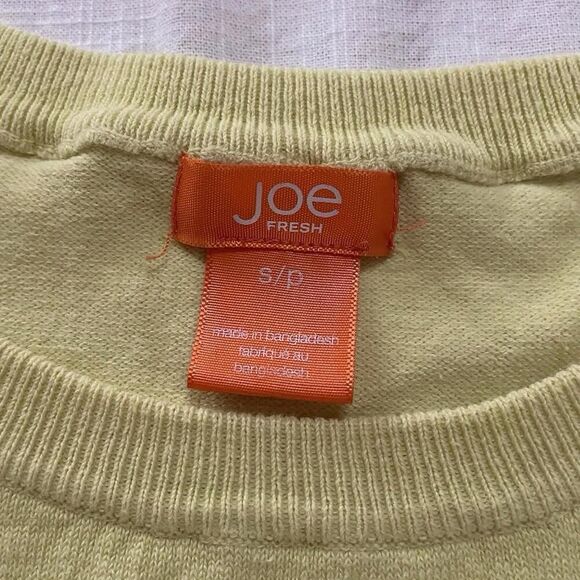 Joe
FRESH
s/p
made in bangladesh
fabriqué au
bangladesh